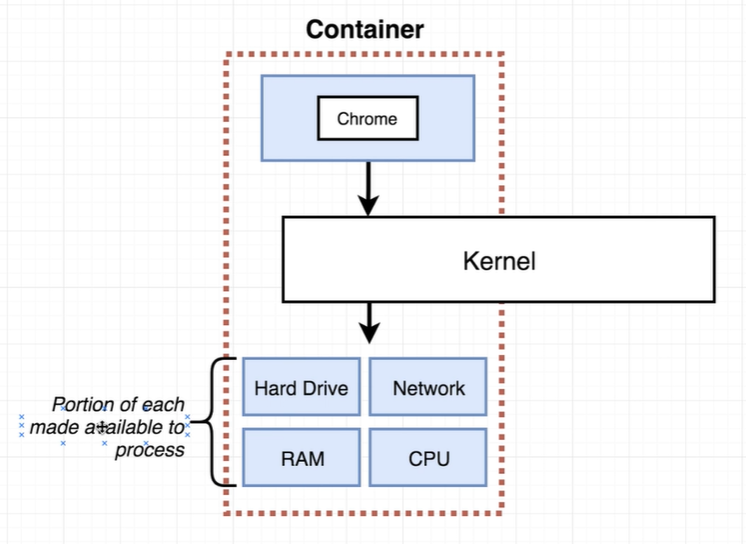 Container
Chrome
Kernel
Hard Drive
Network
Portion of each
made available to
process
RAM
CPU